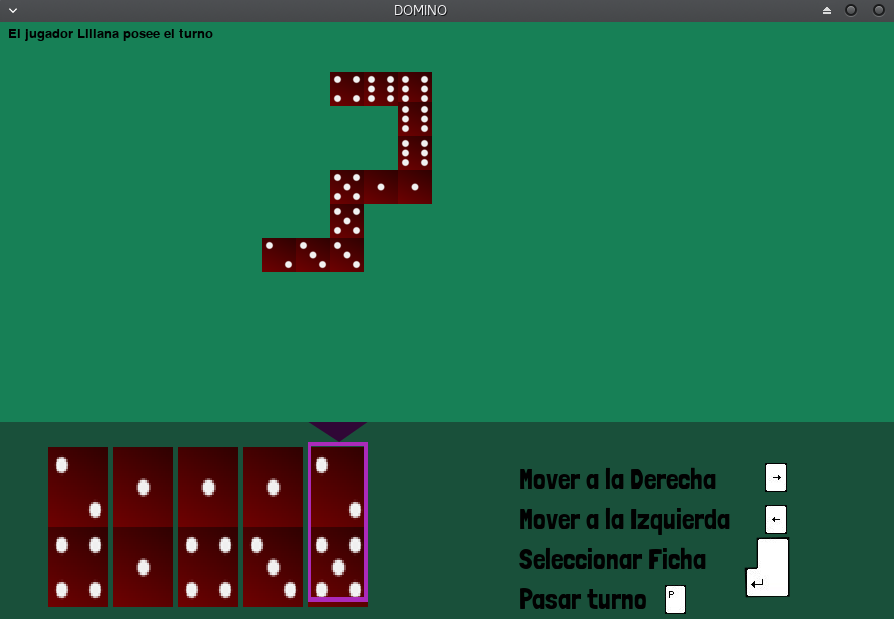 DOMINO
El jugador Liliana posee el turno
Mover a la Derecha →
Mover a la Izquierda ←
Seleccionar Ficha ↵
Pasar turno P